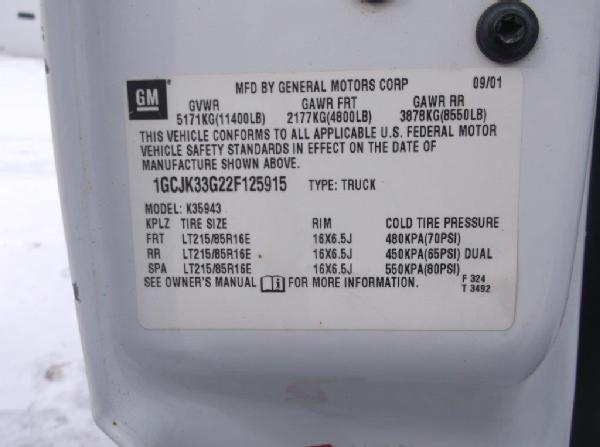 GM
MFD BY GENERAL MOTORS CORP 09/01
GVWR GAWR FRT GAWR RR
5171KG(11400LB) 2177KG(4800LB) 3878KG(8550LB)
THIS VEHICLE CONFORMS TO ALL APPLICABLE U.S. FEDERAL MOTOR
VEHICLE SAFETY STANDARDS IN EFFECT ON THE DATE OF
MANUFACTURE SHOWN ABOVE.
1GCJK33G22F125915 TYPE: TRUCK
MODEL: K35943
KPLZ TIRE SIZE RIM COLD TIRE PRESSURE
FRT LT215/85R16E 16X6.5J 480KPA(70PSI)
RR LT215/85R16E 16X6.5J 450KPA(65PSI) DUAL
SPA LT215/85R16E 16X6.5J 550KPA(80PSI)
SEE OWNER'S MANUAL FOR MORE INFORMATION. F 324
T 3492